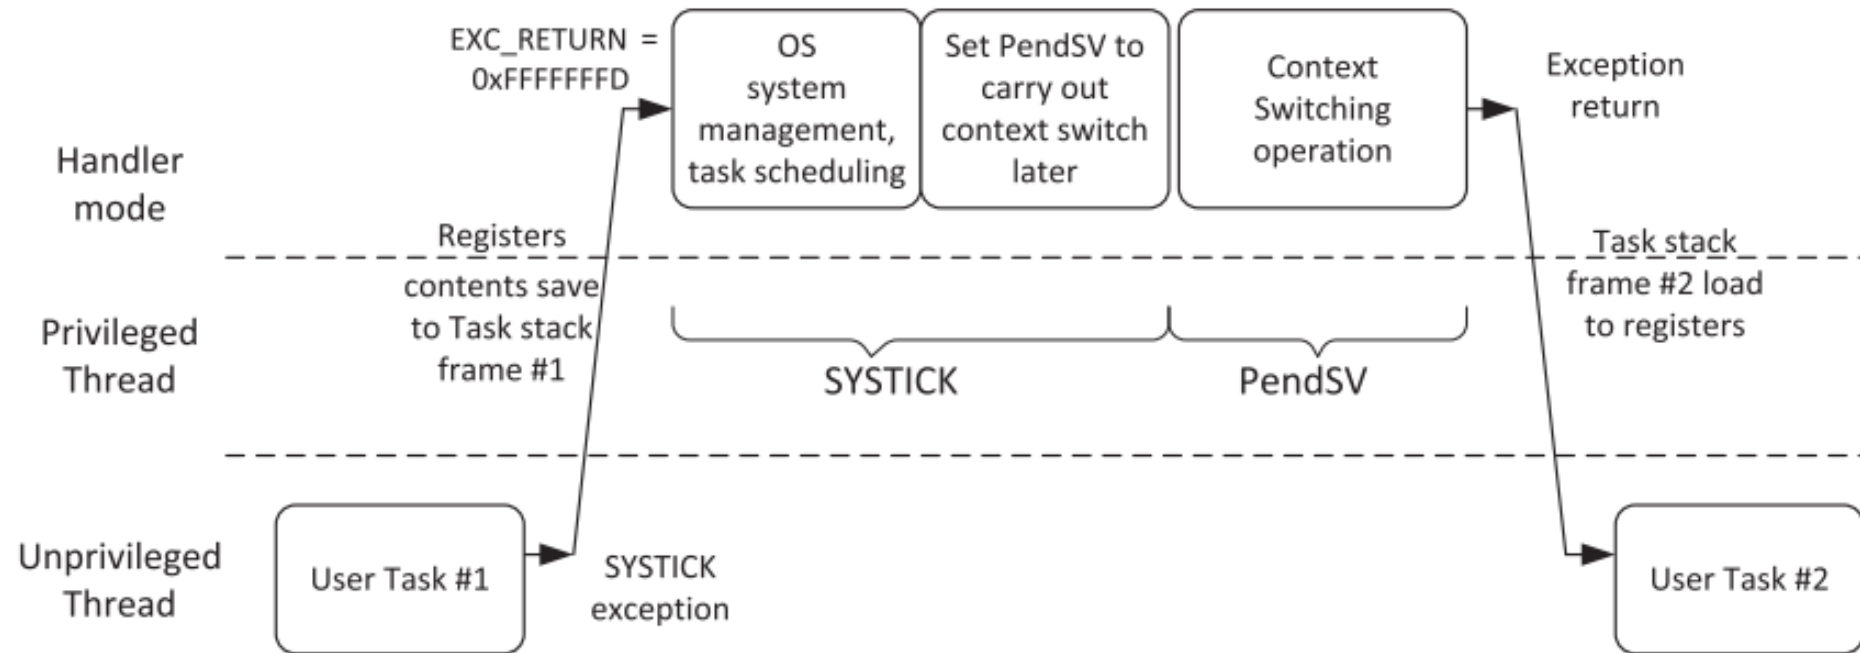 EXC_RETURN =
0xFFFFFFFD
OS
system
management,
task scheduling
Set PendSV to
carry out
context switch
later
Context
Switching
operation
Exception
return
Handler
mode
Registers
contents save
to Task stack
frame #1
Task stack
frame #2 load
to registers
Privileged
Thread
SYSTICK
PendSV
Unprivileged
Thread
User Task #1
SYSTICK
exception
User Task #2